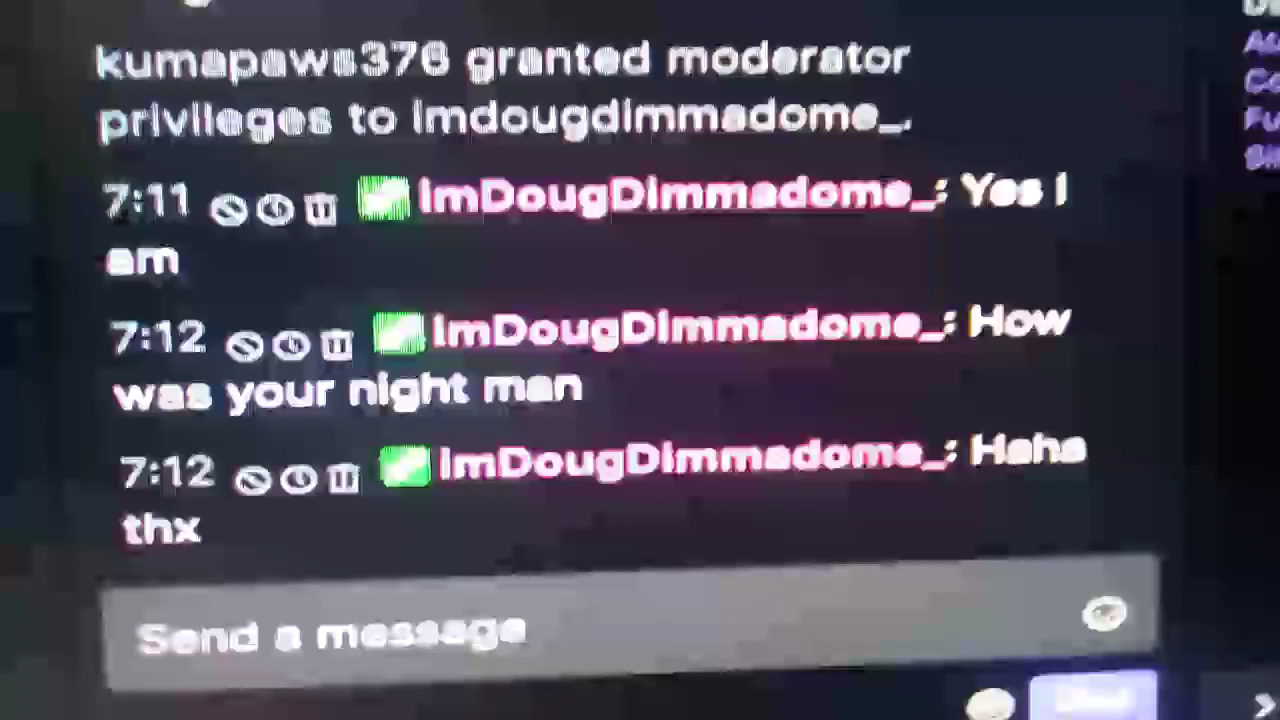 kumapaws376 granted moderator
privileges to imdougdimmadome_.
7:11 ImDougDimmadome_: Yes I
am
7:12 ImDougDimmadome_: How
was your night man
7:12 ImDougDimmadome_: Haha
thx
Send a message